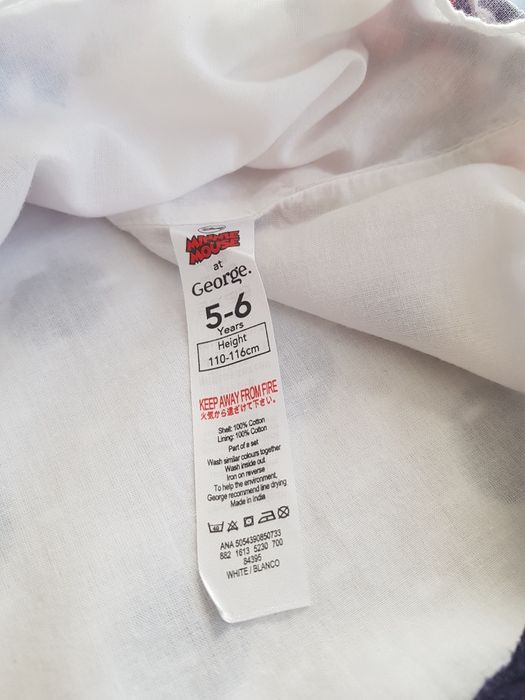 Disney
MINNIE
MOUSE
at
George.
5-6
Years
Height
110-116cm
KEEP AWAY FROM FIRE
火気から遠ざけて下さい。
Shell: 100% Cotton
Lining: 100% Cotton
Part of a set
Wash similar colours together
Wash inside out
Iron on reverse
To help the environment,
George recommend line drying
Made in India
40
ANA 5054390850733
882 1613 5230 700
84395
WHITE / BLANCO